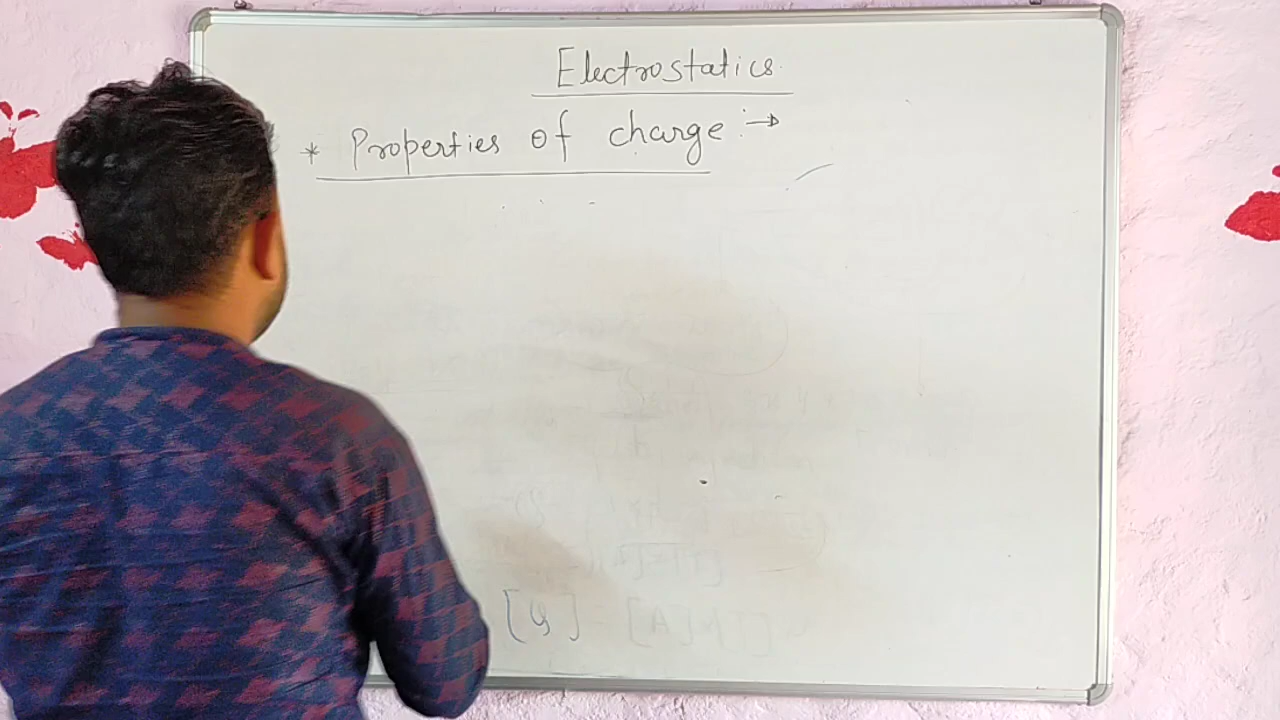 Electrostatics
* Properties of charge :→
[Q] = [A] [T]